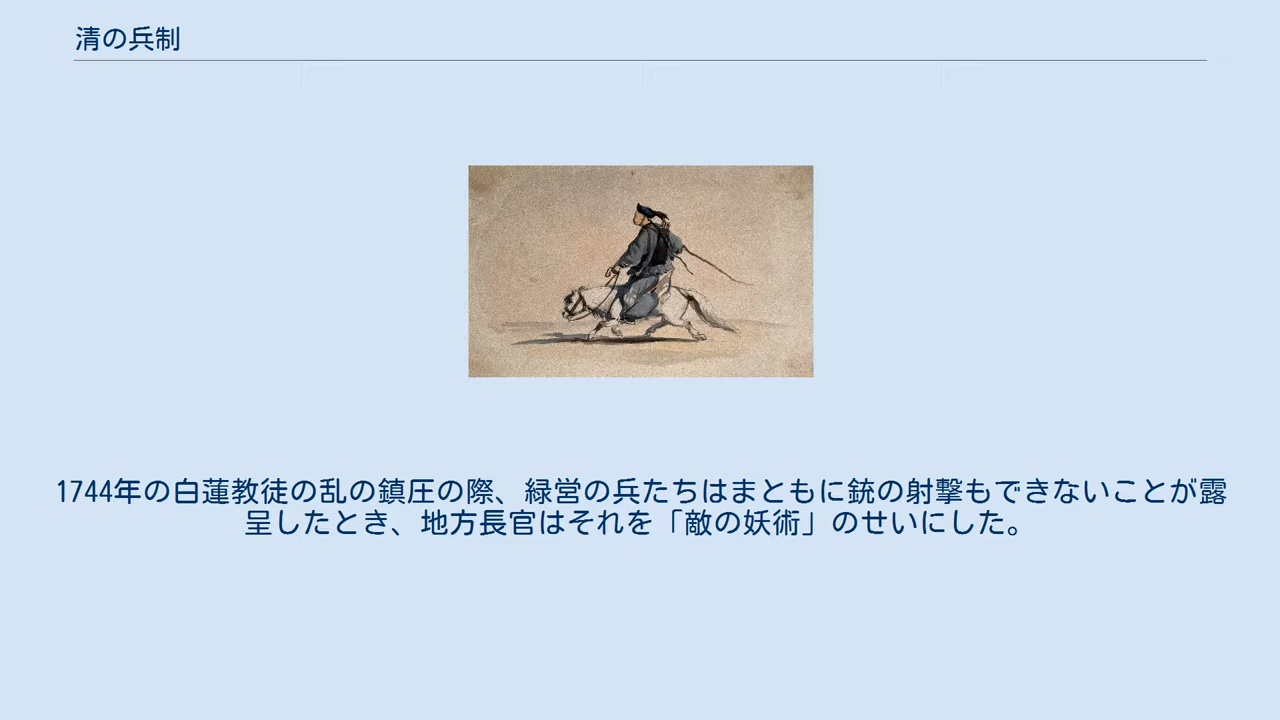 清の兵制
1744年の白蓮教徒の乱の鎮圧の際、緑営の兵たちはまともに銃の射撃もできないことが露
呈したとき、地方長官はそれを「敵の妖術」のせいにした。